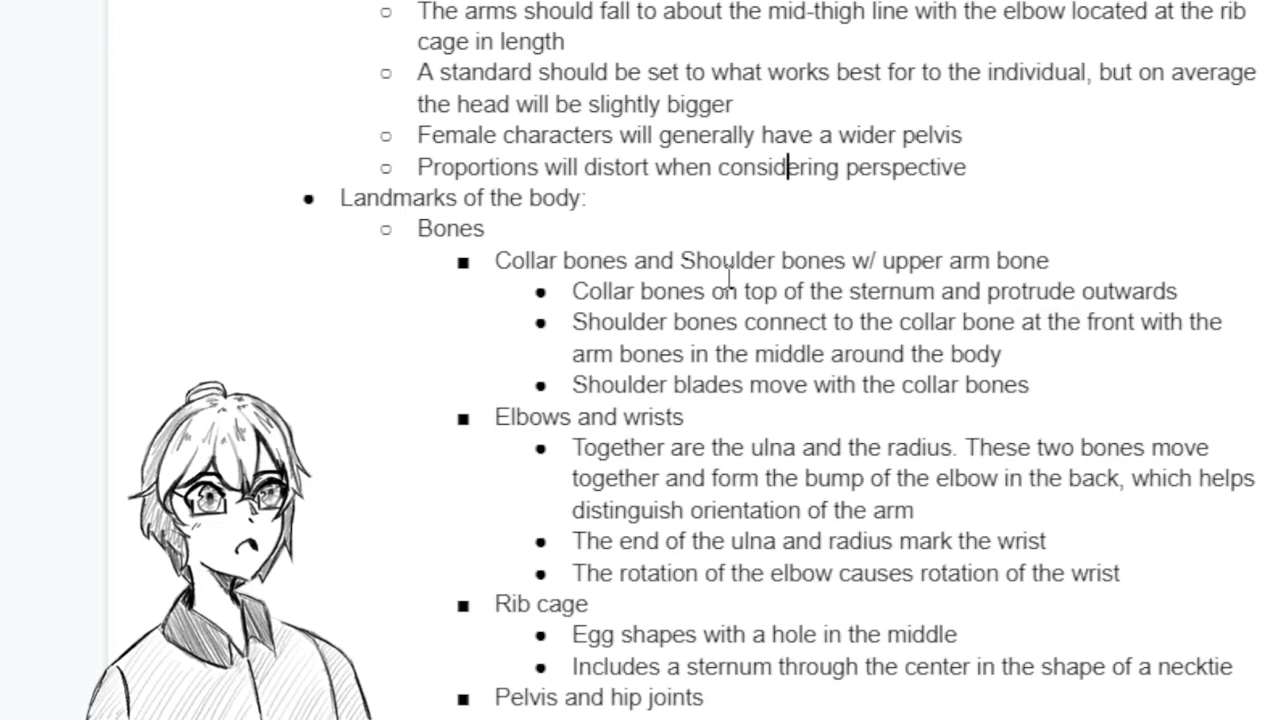 The arms should fall to about the mid-thigh line with the elbow located at the rib
cage in length
A standard should be set to what works best for to the individual, but on average
the head will be slightly bigger
Female characters will generally have a wider pelvis
Proportions will distort when considering perspective
Landmarks of the body:
Bones
Collar bones and Shoulder bones w/ upper arm bone
Collar bones on top of the sternum and protrude outwards
Shoulder bones connect to the collar bone at the front with the
arm bones in the middle around the body
Shoulder blades move with the collar bones
Elbows and wrists
Together are the ulna and the radius. These two bones move
together and form the bump of the elbow in the back, which helps
distinguish orientation of the arm
The end of the ulna and radius mark the wrist
The rotation of the elbow causes rotation of the wrist
Rib cage
Egg shapes with a hole in the middle
Includes a sternum through the center in the shape of a necktie
Pelvis and hip joints